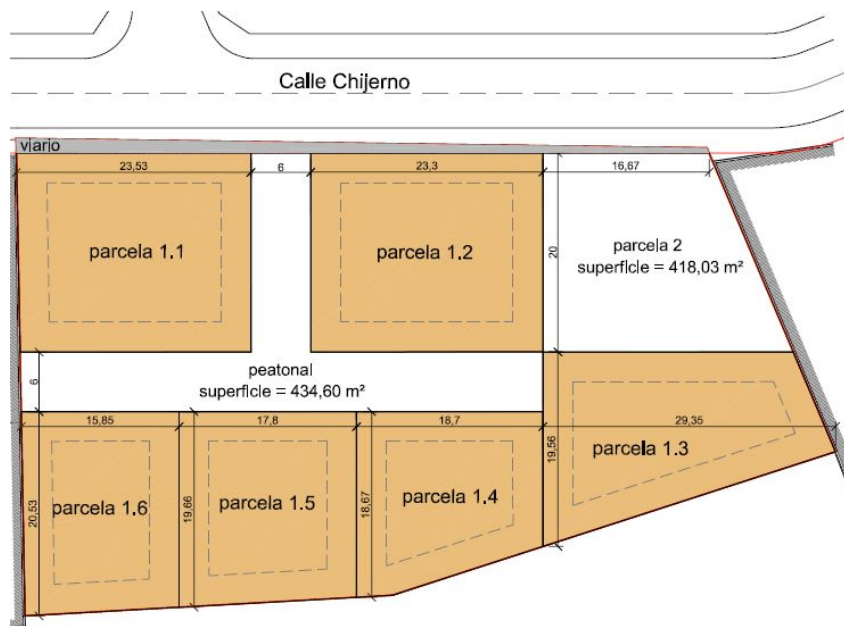 Calle Chijerno
viario
23,53
6
23,3
16,67
parcela 1.1
parcela 1.2
20
parcela 2
superficie = 418,03 m²
6
peatonal
superficie = 434,60 m²
15,85
17,8
18,7
29,35
19,56
parcela 1.3
20,53
parcela 1.6
19,66
parcela 1.5
18,67
parcela 1.4